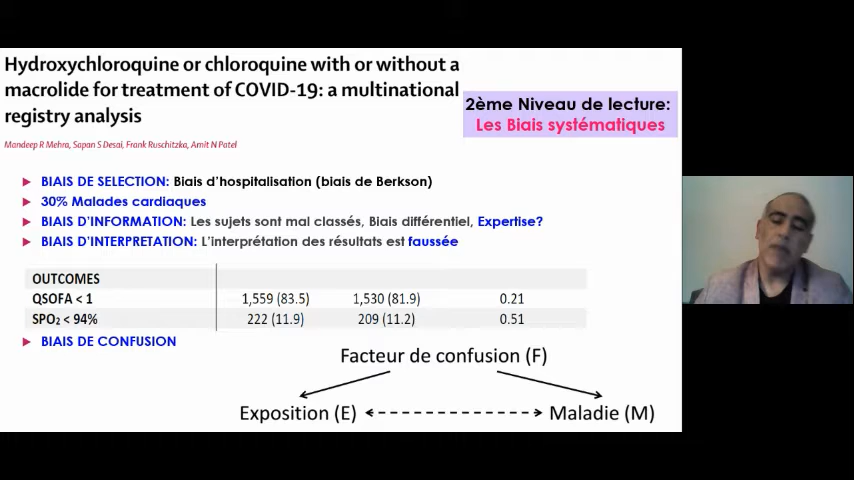 Hydroxychloroquine or chloroquine with or without a
macrolide for treatment of COVID-19: a multinational
registry analysis
Mandeep R Mehra, Sapan S Desai, Frank Ruschitzka, Amit N Patel
2ème Niveau de lecture:
Les Biais systématiques
BIAIS DE SELECTION: Biais d'hospitalisation (biais de Berkson)
30% Malades cardiaques
BIAIS D'INFORMATION: Les sujets sont mal classés, Biais différentiel, Expertise?
BIAIS D'INTERPRETATION: L'interprétation des résultats est faussée
OUTCOMES
QSOFA < 1 1,559 (83.5) 1,530 (81.9) 0.21
SPO₂ < 94% 222 (11.9) 209 (11.2) 0.51
BIAIS DE CONFUSION
Facteur de confusion (F)
Exposition (E) Maladie (M)